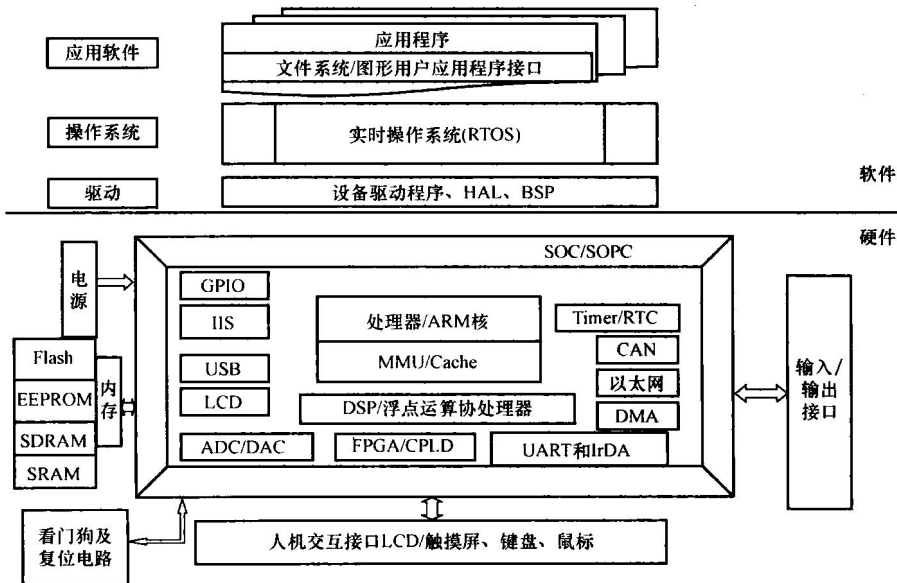 应用软件
应用程序
文件系统/图形用户应用程序接口
操作系统
实时操作系统(RTOS)
软件
驱动
设备驱动程序、HAL、BSP
硬件
SOC/SOPC
电源
GPIO
IIS
处理器/ARM核
Timer/RTC
Flash
USB
MMU/Cache
CAN
内存
EEPROM
LCD
DSP/浮点运算协处理器
以太网
DMA
输入/
输出
接口
SDRAM
ADC/DAC
FPGA/CPLD
UART和IrDA
SRAM
看门狗及
复位电路
人机交互接口LCD/触摸屏、键盘、鼠标